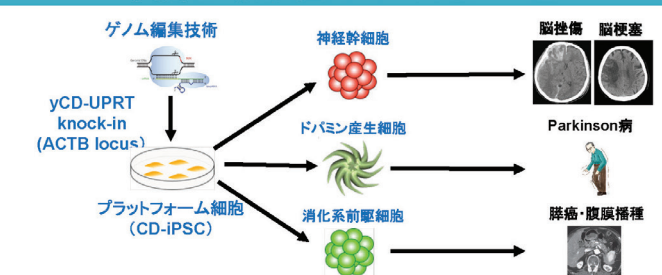 ゲノム編集技術
yCD-UPRT
knock-in
(ACTB locus)
プラットフォーム細胞
(CD-iPSC)
神経幹細胞
ドパミン産生細胞
消化系前駆細胞
脳挫傷 脳梗塞
Parkinson病
膵癌・腹膜播種